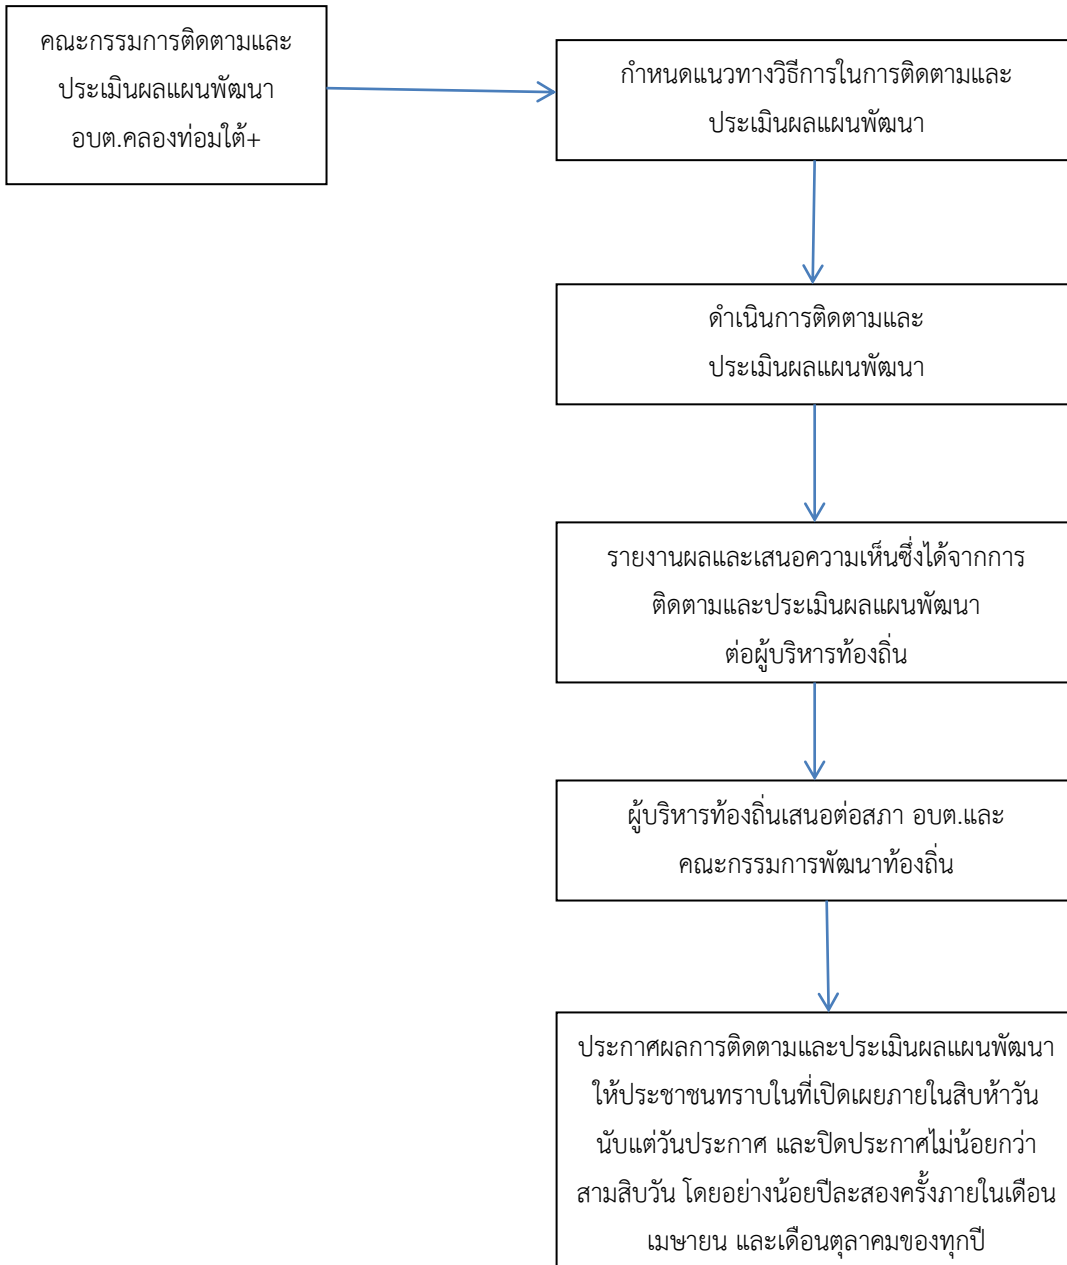 คณะกรรมการติดตามและ
ประเมินผลแผนพัฒนา
อบต.คลองท่อมใต้+
กำหนดแนวทางวิธีการในการติดตามและ
ประเมินผลแผนพัฒนา
ดำเนินการติดตามและ
ประเมินผลแผนพัฒนา
รายงานผลและเสนอความเห็นซึ่งได้จากการ
ติดตามและประเมินผลแผนพัฒนา
ต่อผู้บริหารท้องถิ่น
ผู้บริหารท้องถิ่นเสนอต่อสภา อบต.และ
คณะกรรมการพัฒนาท้องถิ่น
ประกาศผลการติดตามและประเมินผลแผนพัฒนา
ให้ประชาชนทราบในที่เปิดเผยภายในสิบห้าวัน
นับแต่วันประกาศ และปิดประกาศไม่น้อยกว่า
สามสิบวัน โดยอย่างน้อยปีละสองครั้งภายในเดือน
เมษายน และเดือนตุลาคมของทุกปี